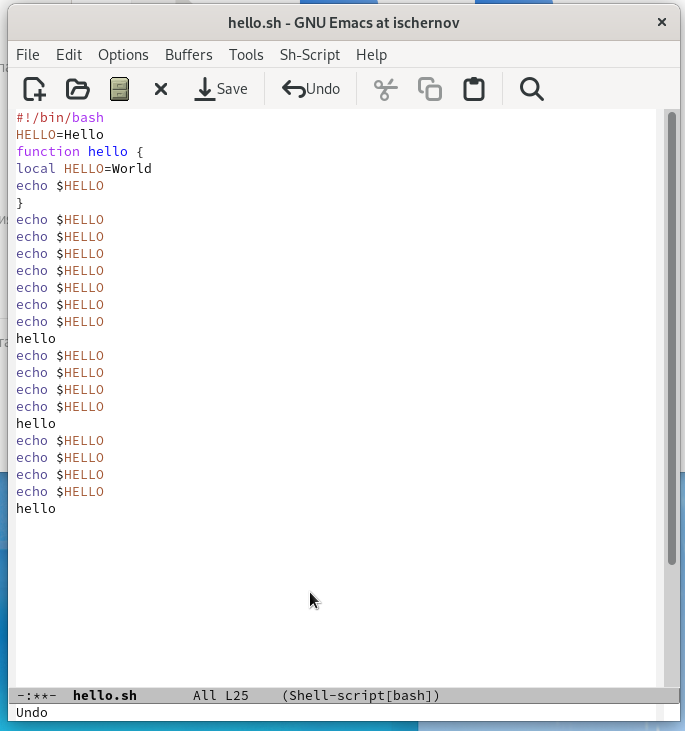 hello.sh - GNU Emacs at ischernov
File Edit Options Buffers Tools Sh-Script Help
Save Undo
#!/bin/bash
HELLO=Hello
function hello {
local HELLO=World
echo $HELLO
}
echo $HELLO
echo $HELLO
echo $HELLO
echo $HELLO
echo $HELLO
echo $HELLO
echo $HELLO
hello
echo $HELLO
echo $HELLO
echo $HELLO
echo $HELLO
hello
echo $HELLO
echo $HELLO
echo $HELLO
echo $HELLO
hello
-:**- hello.sh All L25 (Shell-script[bash])
Undo